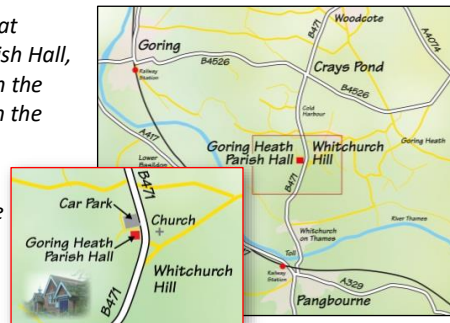 at
ish Hall,
n the
n the
e
Woodcote
Goring
B471
A4074
B4526
Crays Pond
Railway
Station
B4526
Cold
Harbour
A417
Goring Heath
Lower
Basildon
Goring Heath
Parish Hall
Whitchurch
Hill
B471
River Thames
Whitchurch
on Thames
Toll
Railway
Station
A329
Pangbourne
B471
Car Park
Church
Goring Heath
Parish Hall
Whitchurch
Hill
B471